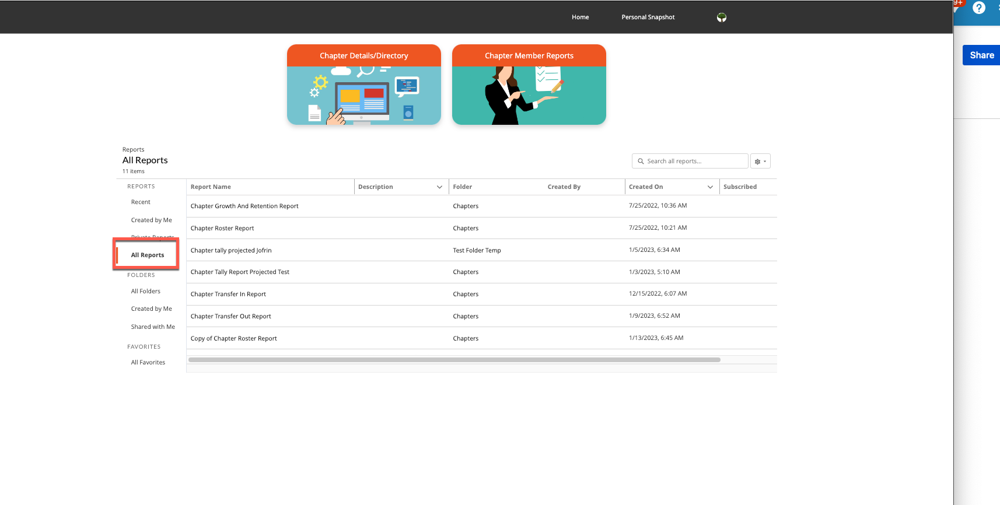 Home Personal Snapshot
9+ ?
Share
Chapter Details/Directory Chapter Member Reports
Reports
All Reports
11 items
Search all reports...
REPORTS
Recent
Created by Me
Private Reports
All Reports
FOLDERS
All Folders
Created by Me
Shared with Me
FAVORITES
All Favorites
Report Name Description Folder Created By Created On Subscribed
Chapter Growth And Retention Report Chapters 7/25/2022, 10:36 AM
Chapter Roster Report Chapters 7/25/2022, 10:21 AM
Chapter tally projected Jofrin Test Folder Temp 1/5/2023, 6:34 AM
Chapter Tally Report Projected Test Chapters 1/3/2023, 5:10 AM
Chapter Transfer In Report Chapters 12/15/2022, 6:07 AM
Chapter Transfer Out Report Chapters 1/9/2023, 6:52 AM
Copy of Chapter Roster Report Chapters 1/13/2023, 6:45 AM